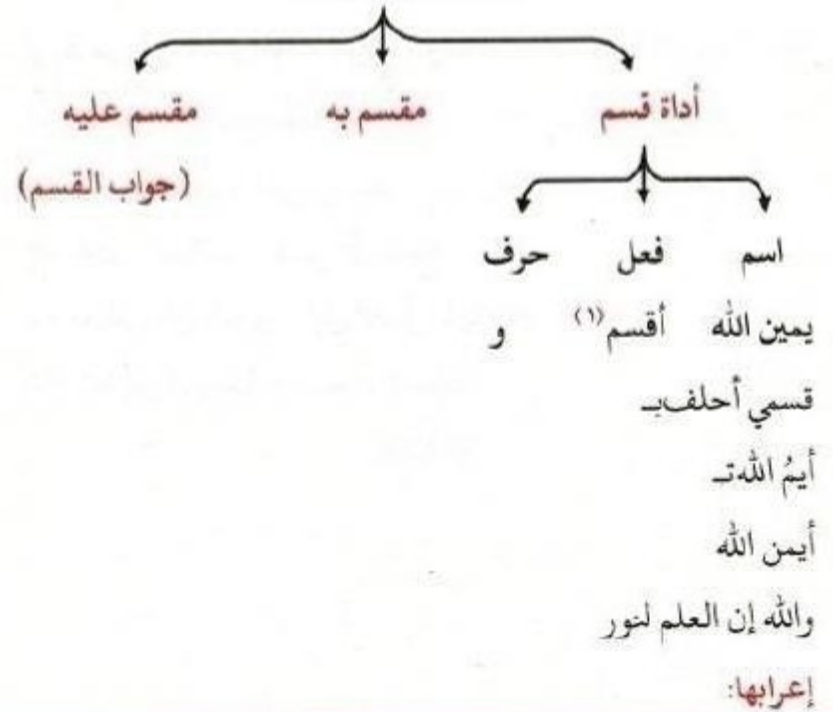 أداة قسم مقسم به مقسم عليه
(جواب القسم)
اسم فعل حرف
يمين الله أقسم(١) و
قسمي أحلف بـ
أيمُ الله تـ
أيمن الله
والله إن العلم لنور
إعرابها: